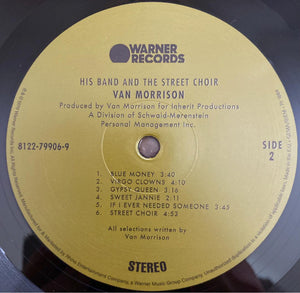 WARNER
RECORDS
HIS BAND AND THE STREET CHOIR
VAN MORRISON
Produced by Van Morrison for Inherit Productions
A Division of Schwaid-Merenstein
Personal Management Inc.
8122-79906-9
SIDE
2
1. BLUE MONEY 3:40
2. VIRGO CLOWNS 4:10
3. GYPSY QUEEN 3:16
4. SWEET JANNIE 2:11
5. IF I EVER NEEDED SOMEONE 3:45
6. STREET CHOIR 4:53
All selections written by
Van Morrison
STEREO